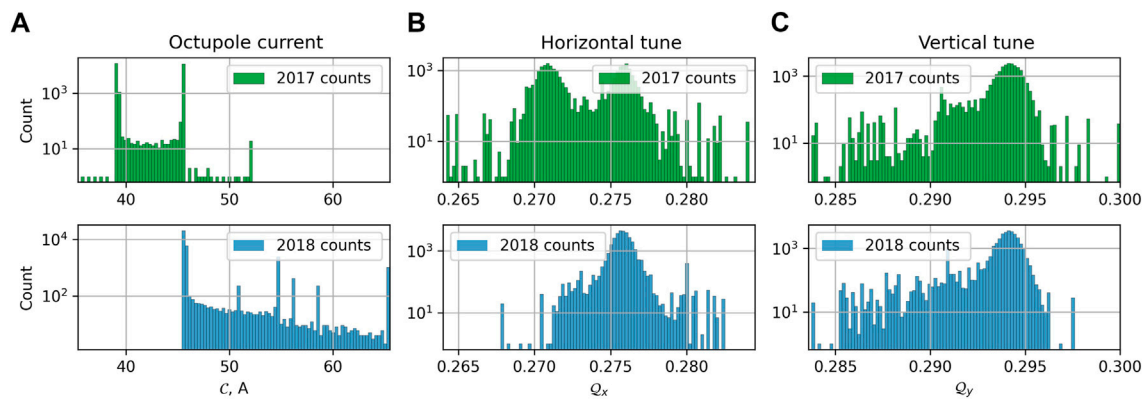 A
Octupole current
Count
10³
10¹
2017 counts
40
50
60
Count
10⁴
10²
2018 counts
40
50
60
C, A
B
Horizontal tune
10³
10¹
2017 counts
0.265
0.270
0.275
0.280
10³
10¹
2018 counts
0.265
0.270
0.275
0.280
Qₓ
C
Vertical tune
10³
10¹
2017 counts
0.285
0.290
0.295
0.300
10³
10¹
2018 counts
0.285
0.290
0.295
0.300
Qᵧ